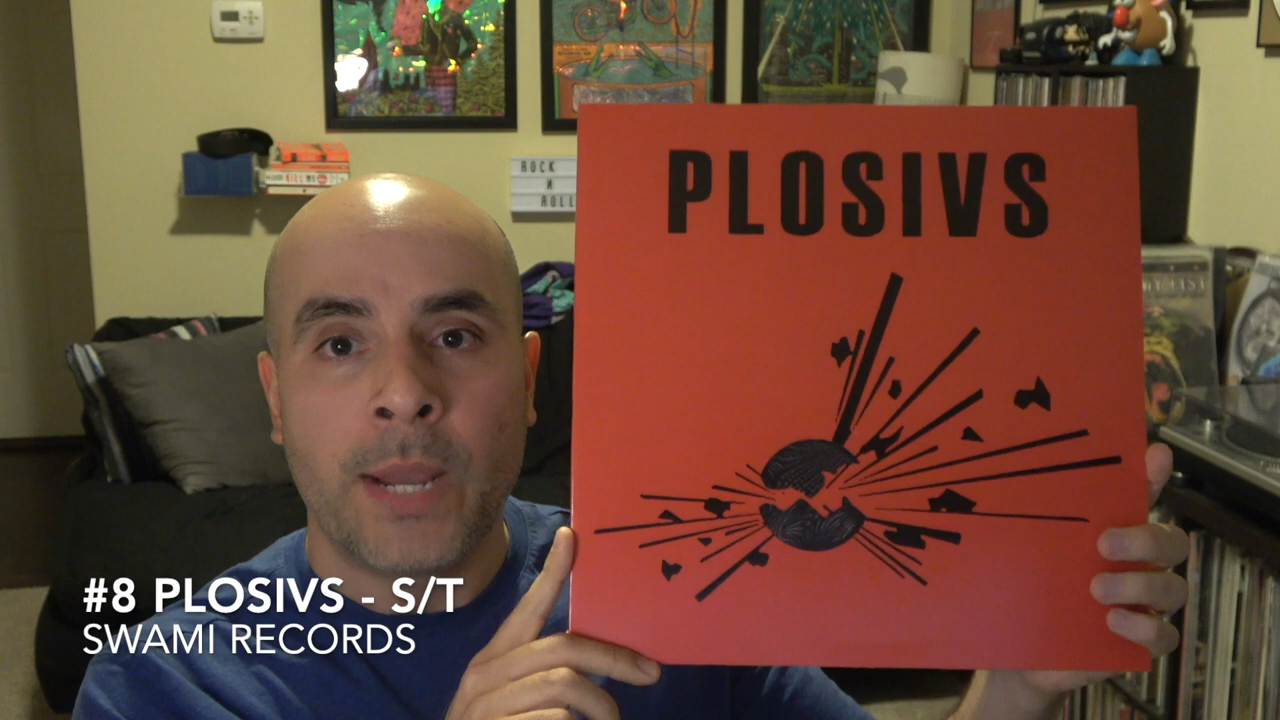 PLOSIVS
ROCK
N
ROLL
#8 PLOSIVS - S/T
SWAMI RECORDS